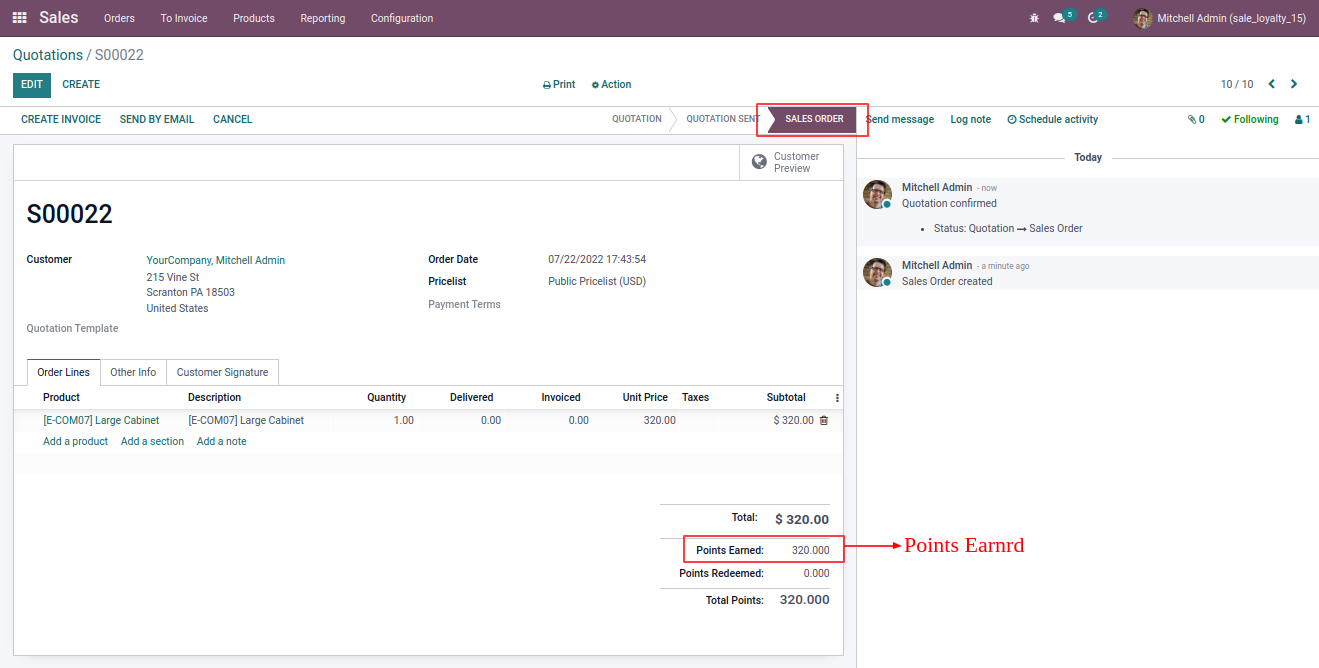 Sales Orders To Invoice Products Reporting Configuration 5 2 Mitchell Admin (sale_loyalty_15)
Quotations / S00022
EDIT CREATE Print Action 10 / 10
CREATE INVOICE SEND BY EMAIL CANCEL QUOTATION QUOTATION SENT SALES ORDER Send message Log note Schedule activity 0 Following 1
Customer
Preview
Today
Mitchell Admin - now
Quotation confirmed
• Status: Quotation → Sales Order
Mitchell Admin - a minute ago
Sales Order created
S00022
Customer YourCompany, Mitchell Admin
215 Vine St
Scranton PA 18503
United States
Order Date 07/22/2022 17:43:54
Pricelist Public Pricelist (USD)
Payment Terms
Quotation Template
Order Lines Other Info Customer Signature
Product Description Quantity Delivered Invoiced Unit Price Taxes Subtotal
[E-COM07] Large Cabinet [E-COM07] Large Cabinet 1.00 0.00 0.00 320.00 $ 320.00
Add a product Add a section Add a note
Total: $ 320.00
Points Earned: 320.000 Points Earnrd
Points Redeemed: 0.000
Total Points: 320.000